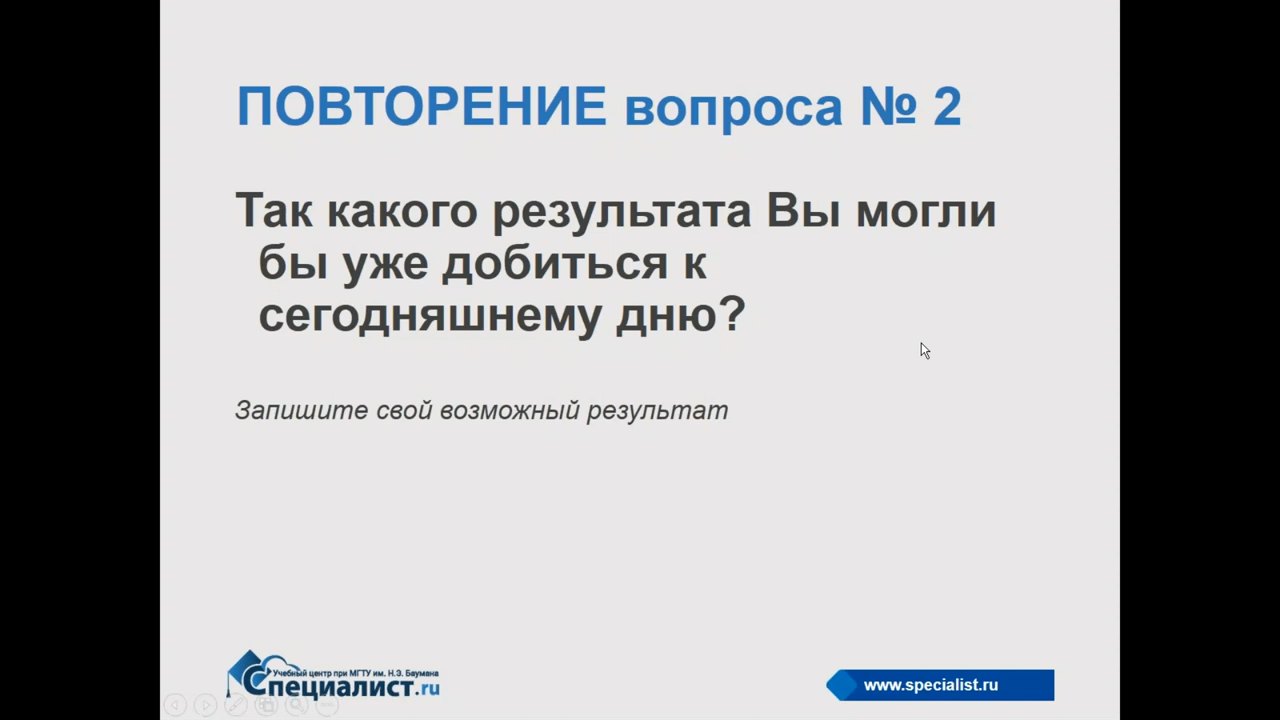 ПОВТОРЕНИЕ вопроса № 2
Так какого результата Вы могли
бы уже добиться к
сегодняшнему дню?
Запишите свой возможный результат
Учебный центр при МГТУ им. Н.Э. Баумана
Специалист.ru
www.specialist.ru